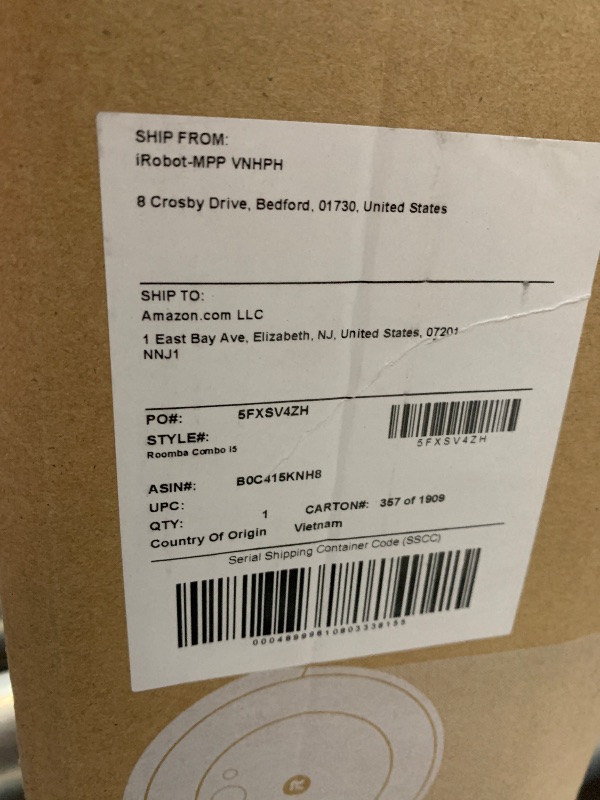 SHIP FROM:
iRobot-MPP VNHPH
8 Crosby Drive, Bedford, 01730, United States
SHIP TO:
Amazon.com LLC
1 East Bay Ave, Elizabeth, NJ, United States, 07201
NNJ1
PO#: 5FXSV4ZH
5FXSV4ZH
STYLE#:
Roomba Combo i5
ASIN#: B0C415KNH8
UPC:
QTY: 1 CARTON#: 357 of 1909
Country Of Origin Vietnam
Serial Shipping Container Code (SSCC)